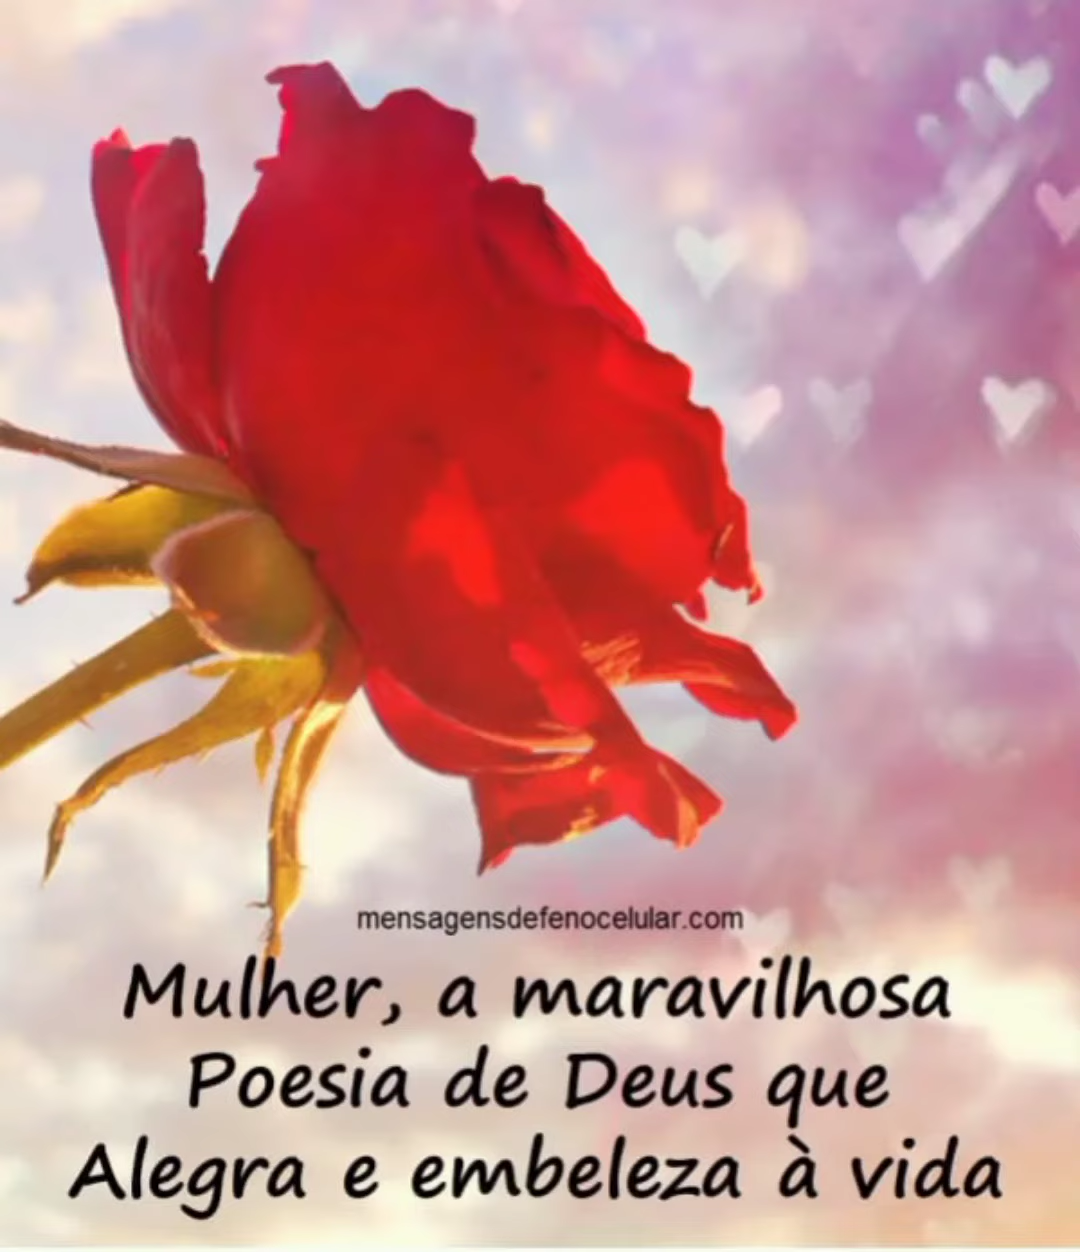 mensagensdefenocelular.com
Mulher, a maravilhosa
Poesia de Deus que
Alegra e embeleza à vida